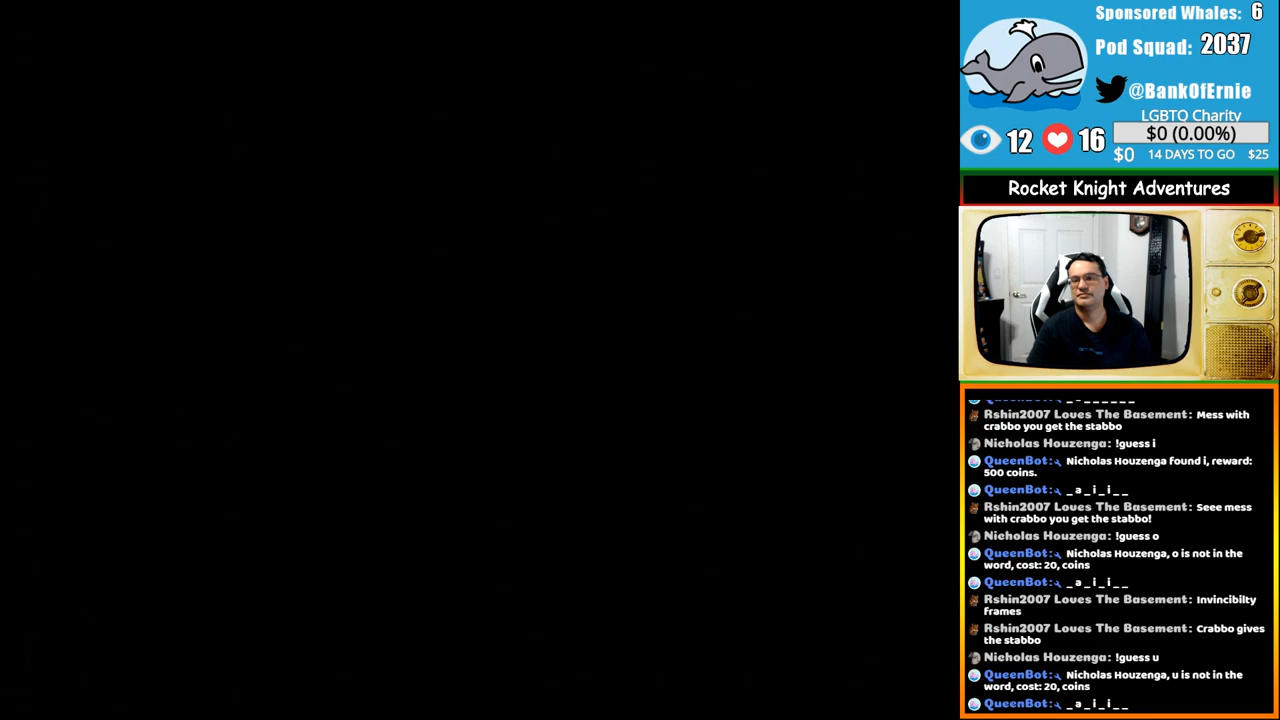 Sponsored Whales: 6
Pod Squad: 2037
@BankOfErnie
LGBTQ Charity
12 16 $0 (0.00%)
$0 14 DAYS TO GO $25
Rocket Knight Adventures
Rshin2007 Loves The Basement: Mess with
crabbo you get the stabbo
Nicholas Houzenga: !guess i
QueenBot: Nicholas Houzenga found i, reward:
500 coins.
QueenBot: _ a _ i _ i _ _
Rshin2007 Loves The Basement: Seee mess
with crabbo you get the stabbo!
Nicholas Houzenga: !guess o
QueenBot: Nicholas Houzenga, o is not in the
word, cost: 20, coins
QueenBot: _ a _ i _ i _ _
Rshin2007 Loves The Basement: Invincibilty
frames
Rshin2007 Loves The Basement: Crabbo gives
the stabbo
Nicholas Houzenga: !guess u
QueenBot: Nicholas Houzenga, u is not in the
word, cost: 20, coins
QueenBot: _ a _ i _ i _ _